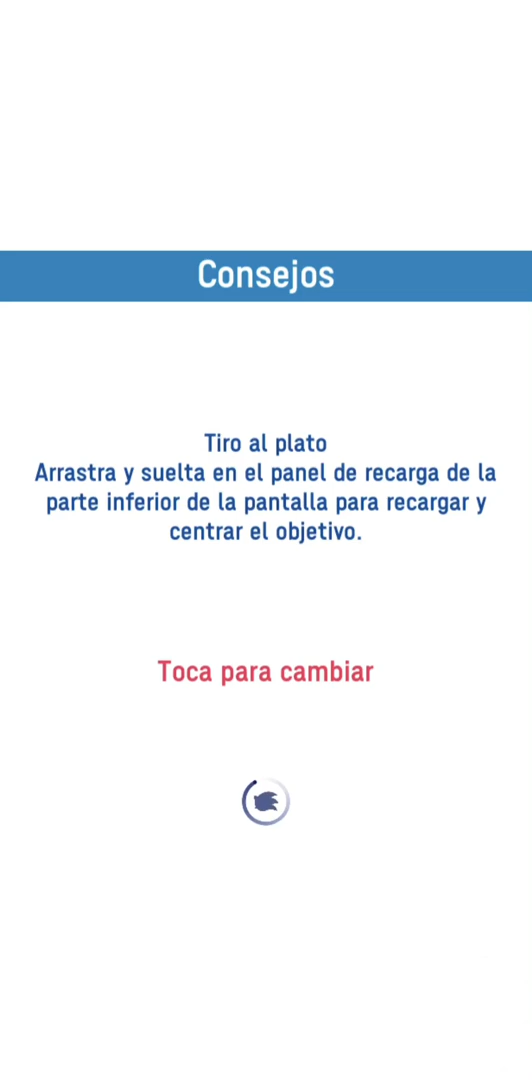 Consejos
Tiro al plato
Arrastra y suelta en el panel de recarga de la
parte inferior de la pantalla para recargar y
centrar el objetivo.
Toca para cambiar